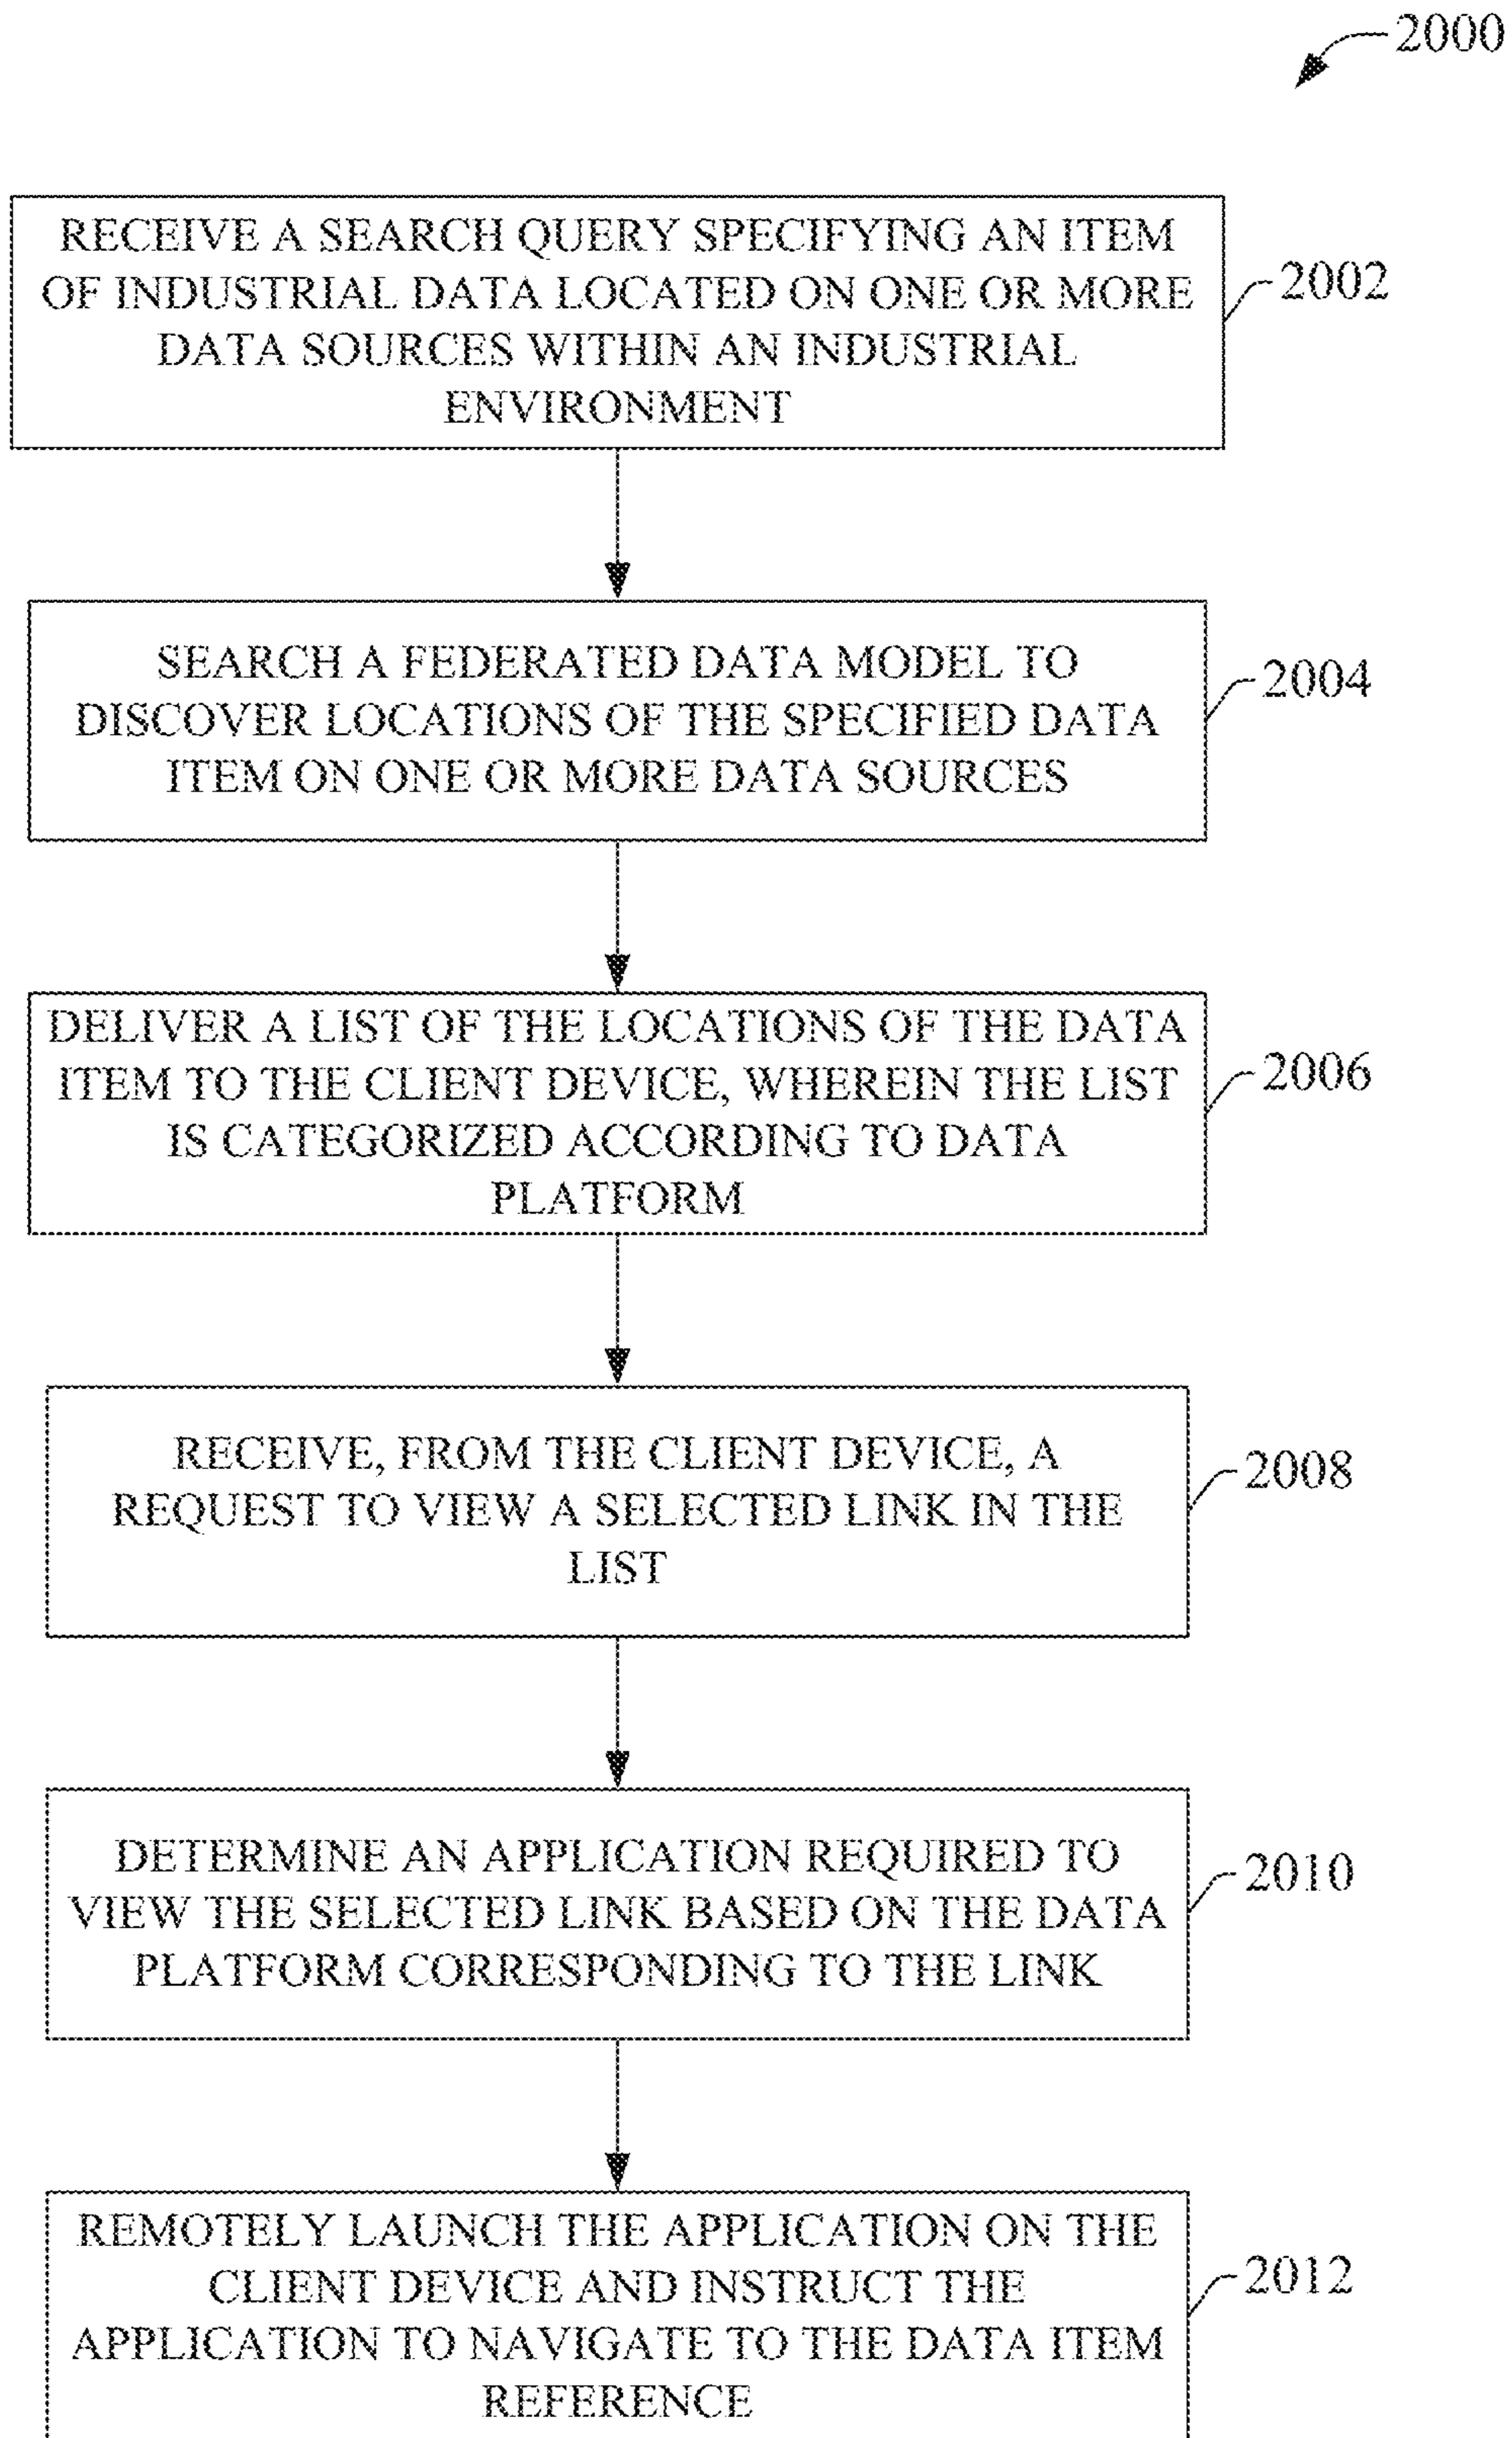 2000
RECEIVE A SEARCH QUERY SPECIFYING AN ITEM
OF INDUSTRIAL DATA LOCATED ON ONE OR MORE
DATA SOURCES WITHIN AN INDUSTRIAL
ENVIRONMENT
2002
SEARCH A FEDERATED DATA MODEL TO
DISCOVER LOCATIONS OF THE SPECIFIED DATA
ITEM ON ONE OR MORE DATA SOURCES
2004
DELIVER A LIST OF THE LOCATIONS OF THE DATA
ITEM TO THE CLIENT DEVICE, WHEREIN THE LIST
IS CATEGORIZED ACCORDING TO DATA
PLATFORM
2006
RECEIVE, FROM THE CLIENT DEVICE, A
REQUEST TO VIEW A SELECTED LINK IN THE
LIST
2008
DETERMINE AN APPLICATION REQUIRED TO
VIEW THE SELECTED LINK BASED ON THE DATA
PLATFORM CORRESPONDING TO THE LINK
2010
REMOTELY LAUNCH THE APPLICATION ON THE
CLIENT DEVICE AND INSTRUCT THE
APPLICATION TO NAVIGATE TO THE DATA ITEM
REFERENCE
2012